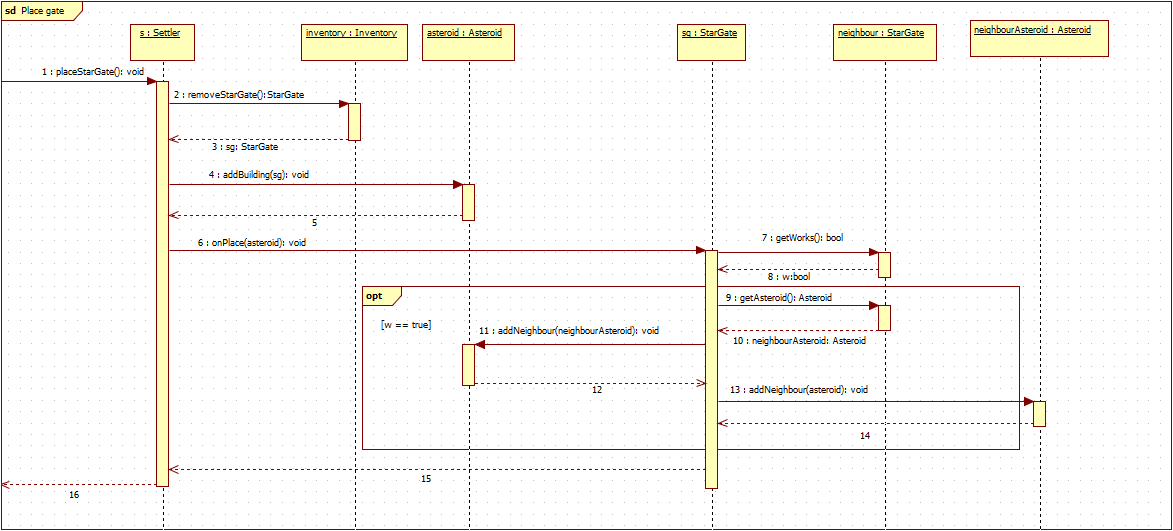 sd Place gate
s : Settler
inventory : Inventory
asteroid : Asteroid
sg : StarGate
neighbour : StarGate
neighbourAsteroid : Asteroid
1 : placeStarGate(): void
2 : removeStarGate():StarGate
3 : sg: StarGate
4 : addBuilding(sg): void
5
6 : onPlace(asteroid): void
7 : getWorks(): bool
8 : w:bool
opt
[w == true]
9 : getAsteroid(): Asteroid
10 : neighbourAsteroid: Asteroid
11 : addNeighbour(neighbourAsteroid): void
12
13 : addNeighbour(asteroid): void
14
15
16